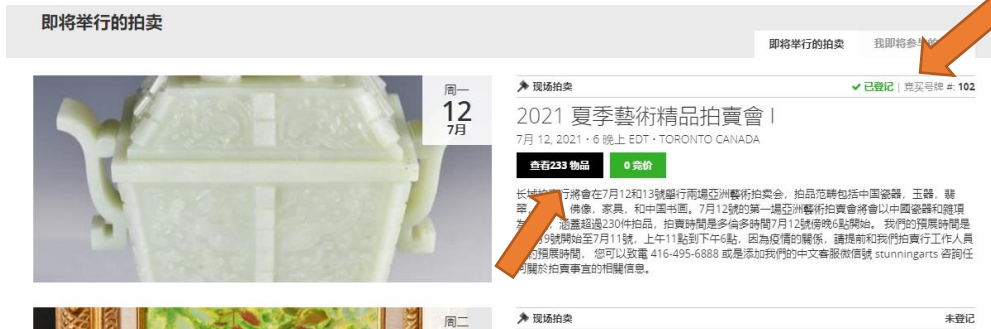 即将举行的拍卖
即将举行的拍卖 我即将参与的
周一
12
7月
现场拍卖 已登记 | 竞买号牌 #: 102
2021 夏季藝術精品拍賣會 I
7月 12, 2021 · 6 晚上 EDT · TORONTO CANADA
查看233 物品 0 竞价
长城拍賣行將會在7月12和13號舉行兩場亞洲藝術拍卖会，拍品范畴包括中国瓷器，玉器，翡
翠， 佛像，家具，和中国书画。7月12號的第一場亞洲藝術拍賣會將會以中國瓷器和雜項
為 涵蓋超過230件拍品，拍賣時間是多倫多時間7月12號傍晚6點開始。 我們的預展時間是
9號開始至7月11號，上午11點到下午6點，因為疫情的關係，請提前和我們拍賣行工作人員
預展時間， 您可以致電 416-495-6888 或是添加我們的中文客服微信號 stunningarts 咨詢任
何關於拍賣事宜的相關信息。
周二
现场拍卖 未登记